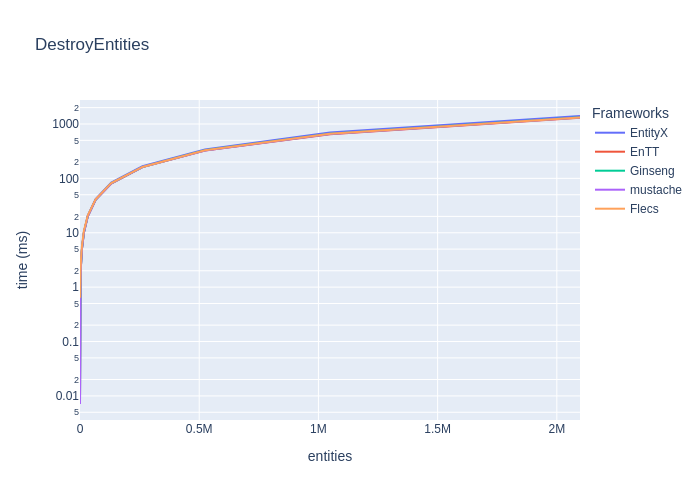 DestroyEntities
2
1000
5
2
100
5
2
10
5
2
1
5
2
0.1
5
2
0.01
5
time (ms)
0 0.5M 1M 1.5M 2M
entities
Frameworks
EntityX
EnTT
Ginseng
mustache
Flecs